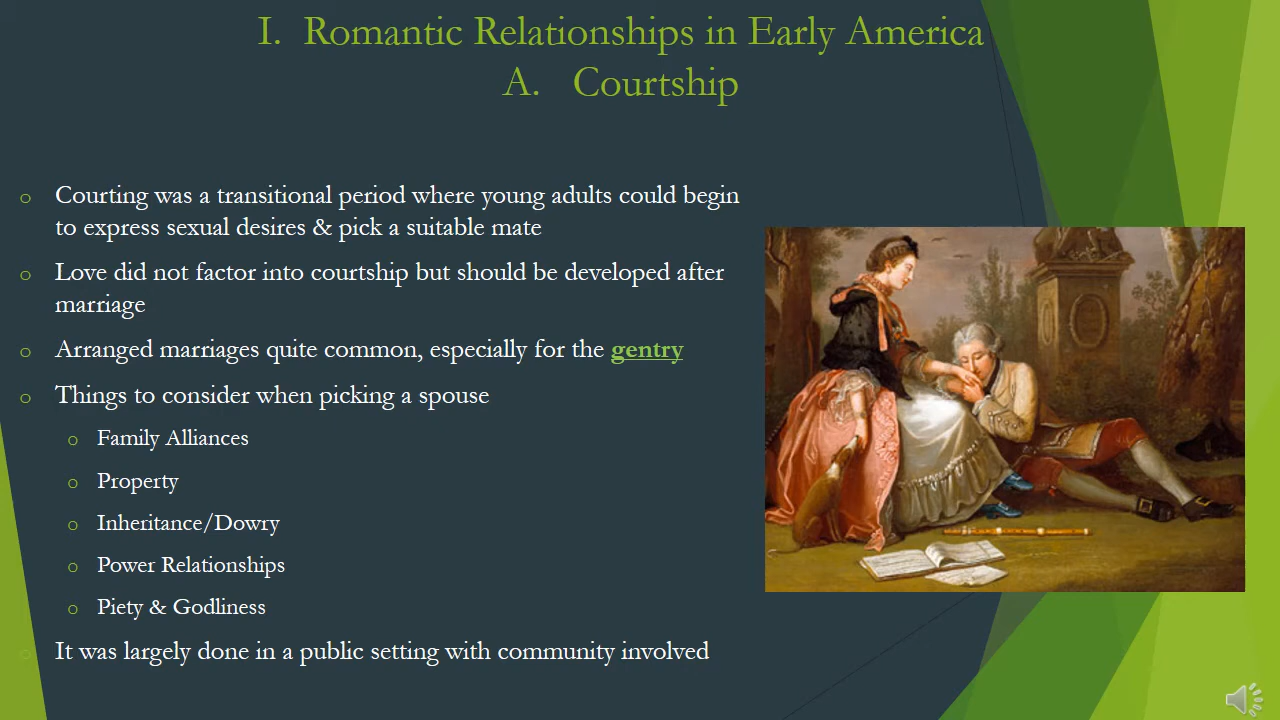 I. Romantic Relationships in Early America
A. Courtship
o Courting was a transitional period where young adults could begin
to express sexual desires & pick a suitable mate
o Love did not factor into courtship but should be developed after
marriage
o Arranged marriages quite common, especially for the gentry
o Things to consider when picking a spouse
o Family Alliances
o Property
o Inheritance/Dowry
o Power Relationships
o Piety & Godliness
o It was largely done in a public setting with community involved